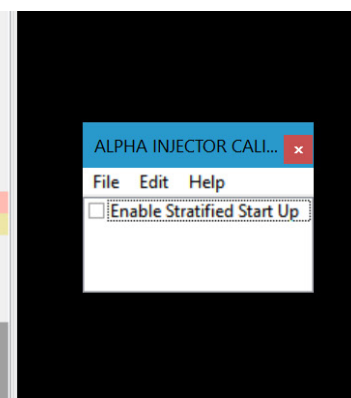 ALPHA INJECTOR CALI...
File Edit Help
Enable Stratified Start Up